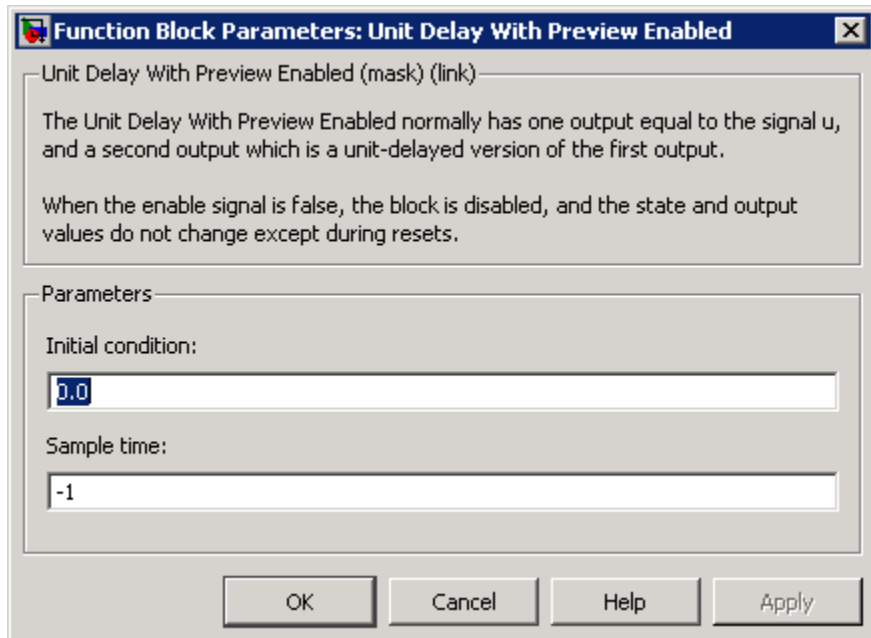 Function Block Parameters: Unit Delay With Preview Enabled
Unit Delay With Preview Enabled (mask) (link)
The Unit Delay With Preview Enabled normally has one output equal to the signal u,
and a second output which is a unit-delayed version of the first output.
When the enable signal is false, the block is disabled, and the state and output
values do not change except during resets.
Parameters
Initial condition:
0.0
Sample time:
-1
OK Cancel Help Apply